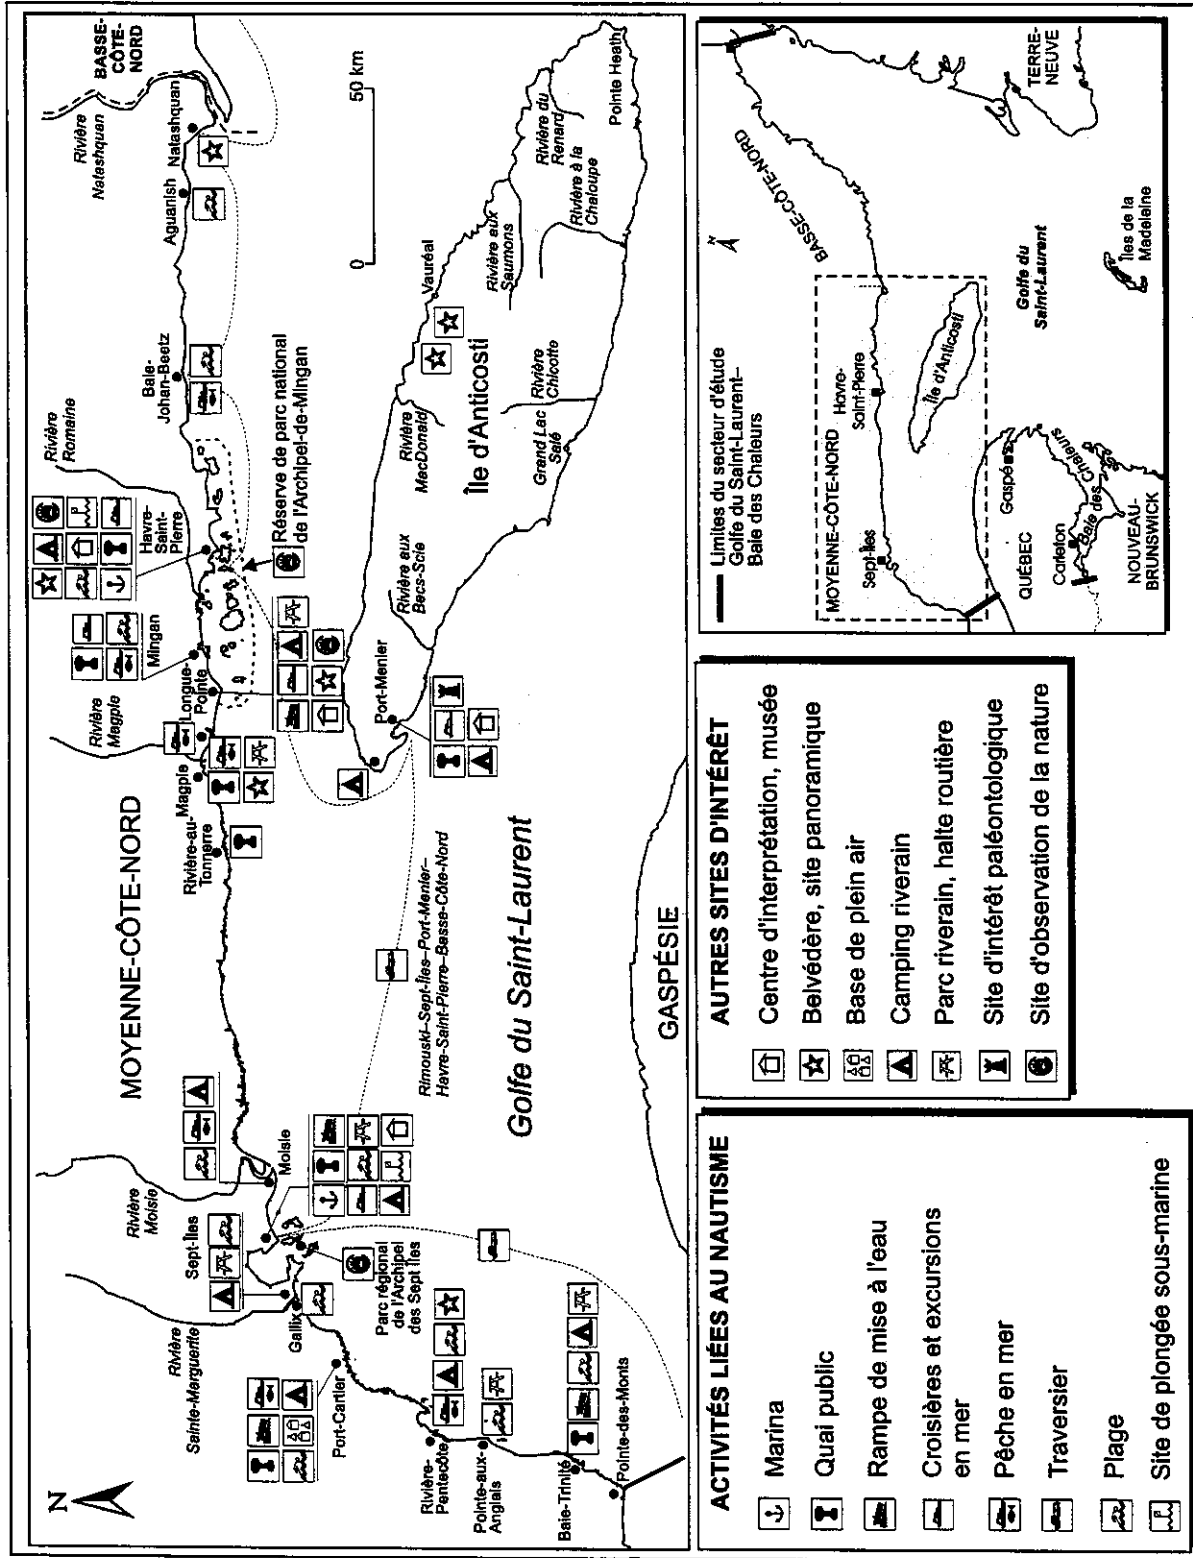 MOYENNE-CÔTE-NORD
BASSE-
CÔTE-
NORD
Rivière
Natashquan
Natashquan
Aguanish
Baie-
Johan-Beetz
Rivière
Romaine
Havre-
Saint-
Pierre
Mingan
Longue-
Pointe
Rivière
Magpie
Magpie
Rivière-au-
Tonnerre
Réserve de parc national
de l'Archipel-de-Mingan
0
50 km
Rivière
Moisie
Moisie
Sept-Îles
Rivière
Sainte-Marguerite
Gallix
Parc régional
de l'Archipel
des Sept Îles
Port-Cartier
Rivière-
Pentecôte
Pointe-aux-
Anglais
Baie-Trinité
Pointe-des-Monts
N
Rimouski–Sept-Îles–Port-Menier–
Havre-Saint-Pierre–Basse-Côte-Nord
Golfe du Saint-Laurent
GASPÉSIE
Port-Menier
Rivière aux
Becs-Scie
Île d'Anticosti
Rivière
MacDonald
Vauréal
Grand Lac
Salé
Rivière
Chicotte
Rivière aux
Saumons
Rivière à la
Chaloupe
Rivière du
Renard
Pointe Heath
ACTIVITÉS LIÉES AU NAUTISME
Marina
Quai public
Rampe de mise à l'eau
Croisières et excursions
en mer
Pêche en mer
Traversier
Plage
Site de plongée sous-marine
AUTRES SITES D'INTÉRÊT
Centre d'interprétation, musée
Belvédère, site panoramique
Base de plein air
Camping riverain
Parc riverain, halte routière
Site d'intérêt paléontologique
Site d'observation de la nature
Limites du secteur d'étude
Golfe du Saint-Laurent–
Baie des Chaleurs
N
MOYENNE-CÔTE-NORD
BASSE-CÔTE-NORD
Sept-Îles
Havre-
Saint-Pierre
Île d'Anticosti
Golfe du
Saint-Laurent
QUÉBEC
Gaspé
Carleton
Baie des Chaleurs
NOUVEAU-
BRUNSWICK
Îles de la
Madeleine
TERRE-
NEUVE